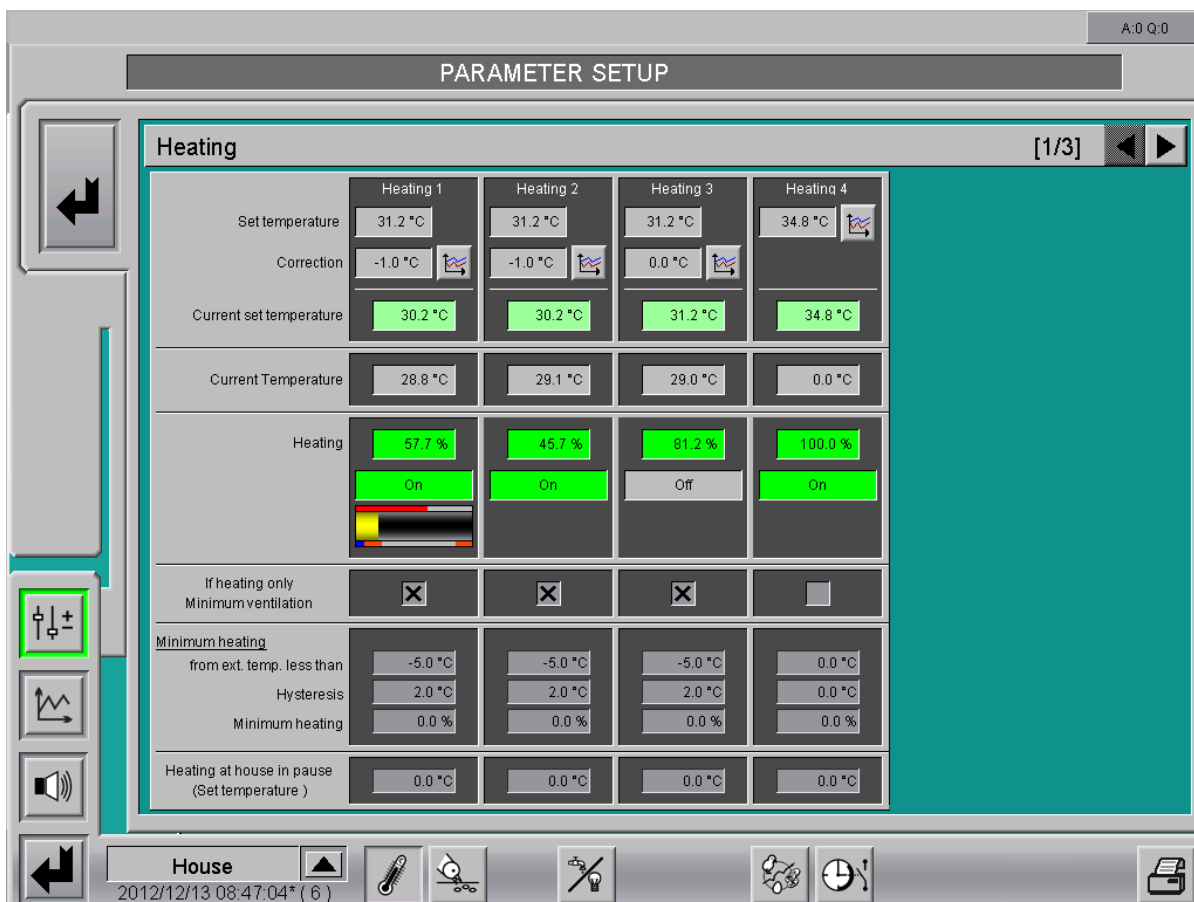 A:0 Q:0
PARAMETER SETUP
Heating [1/3]
Heating 1 Heating 2 Heating 3 Heating 4
Set temperature 31.2 °C 31.2 °C 31.2 °C 34.8 °C
Correction -1.0 °C -1.0 °C 0.0 °C
Current set temperature 30.2 °C 30.2 °C 31.2 °C 34.8 °C
Current Temperature 28.8 °C 29.1 °C 29.0 °C 0.0 °C
Heating 57.7 % 45.7 % 81.2 % 100.0 %
On On Off On
If heating only
Minimum ventilation
Minimum heating
from ext. temp. less than -5.0 °C -5.0 °C -5.0 °C 0.0 °C
Hysteresis 2.0 °C 2.0 °C 2.0 °C 0.0 °C
Minimum heating 0.0 % 0.0 % 0.0 % 0.0 %
Heating at house in pause
(Set temperature ) 0.0 °C 0.0 °C 0.0 °C 0.0 °C
House
2012/12/13 08:47:04* ( 6 )